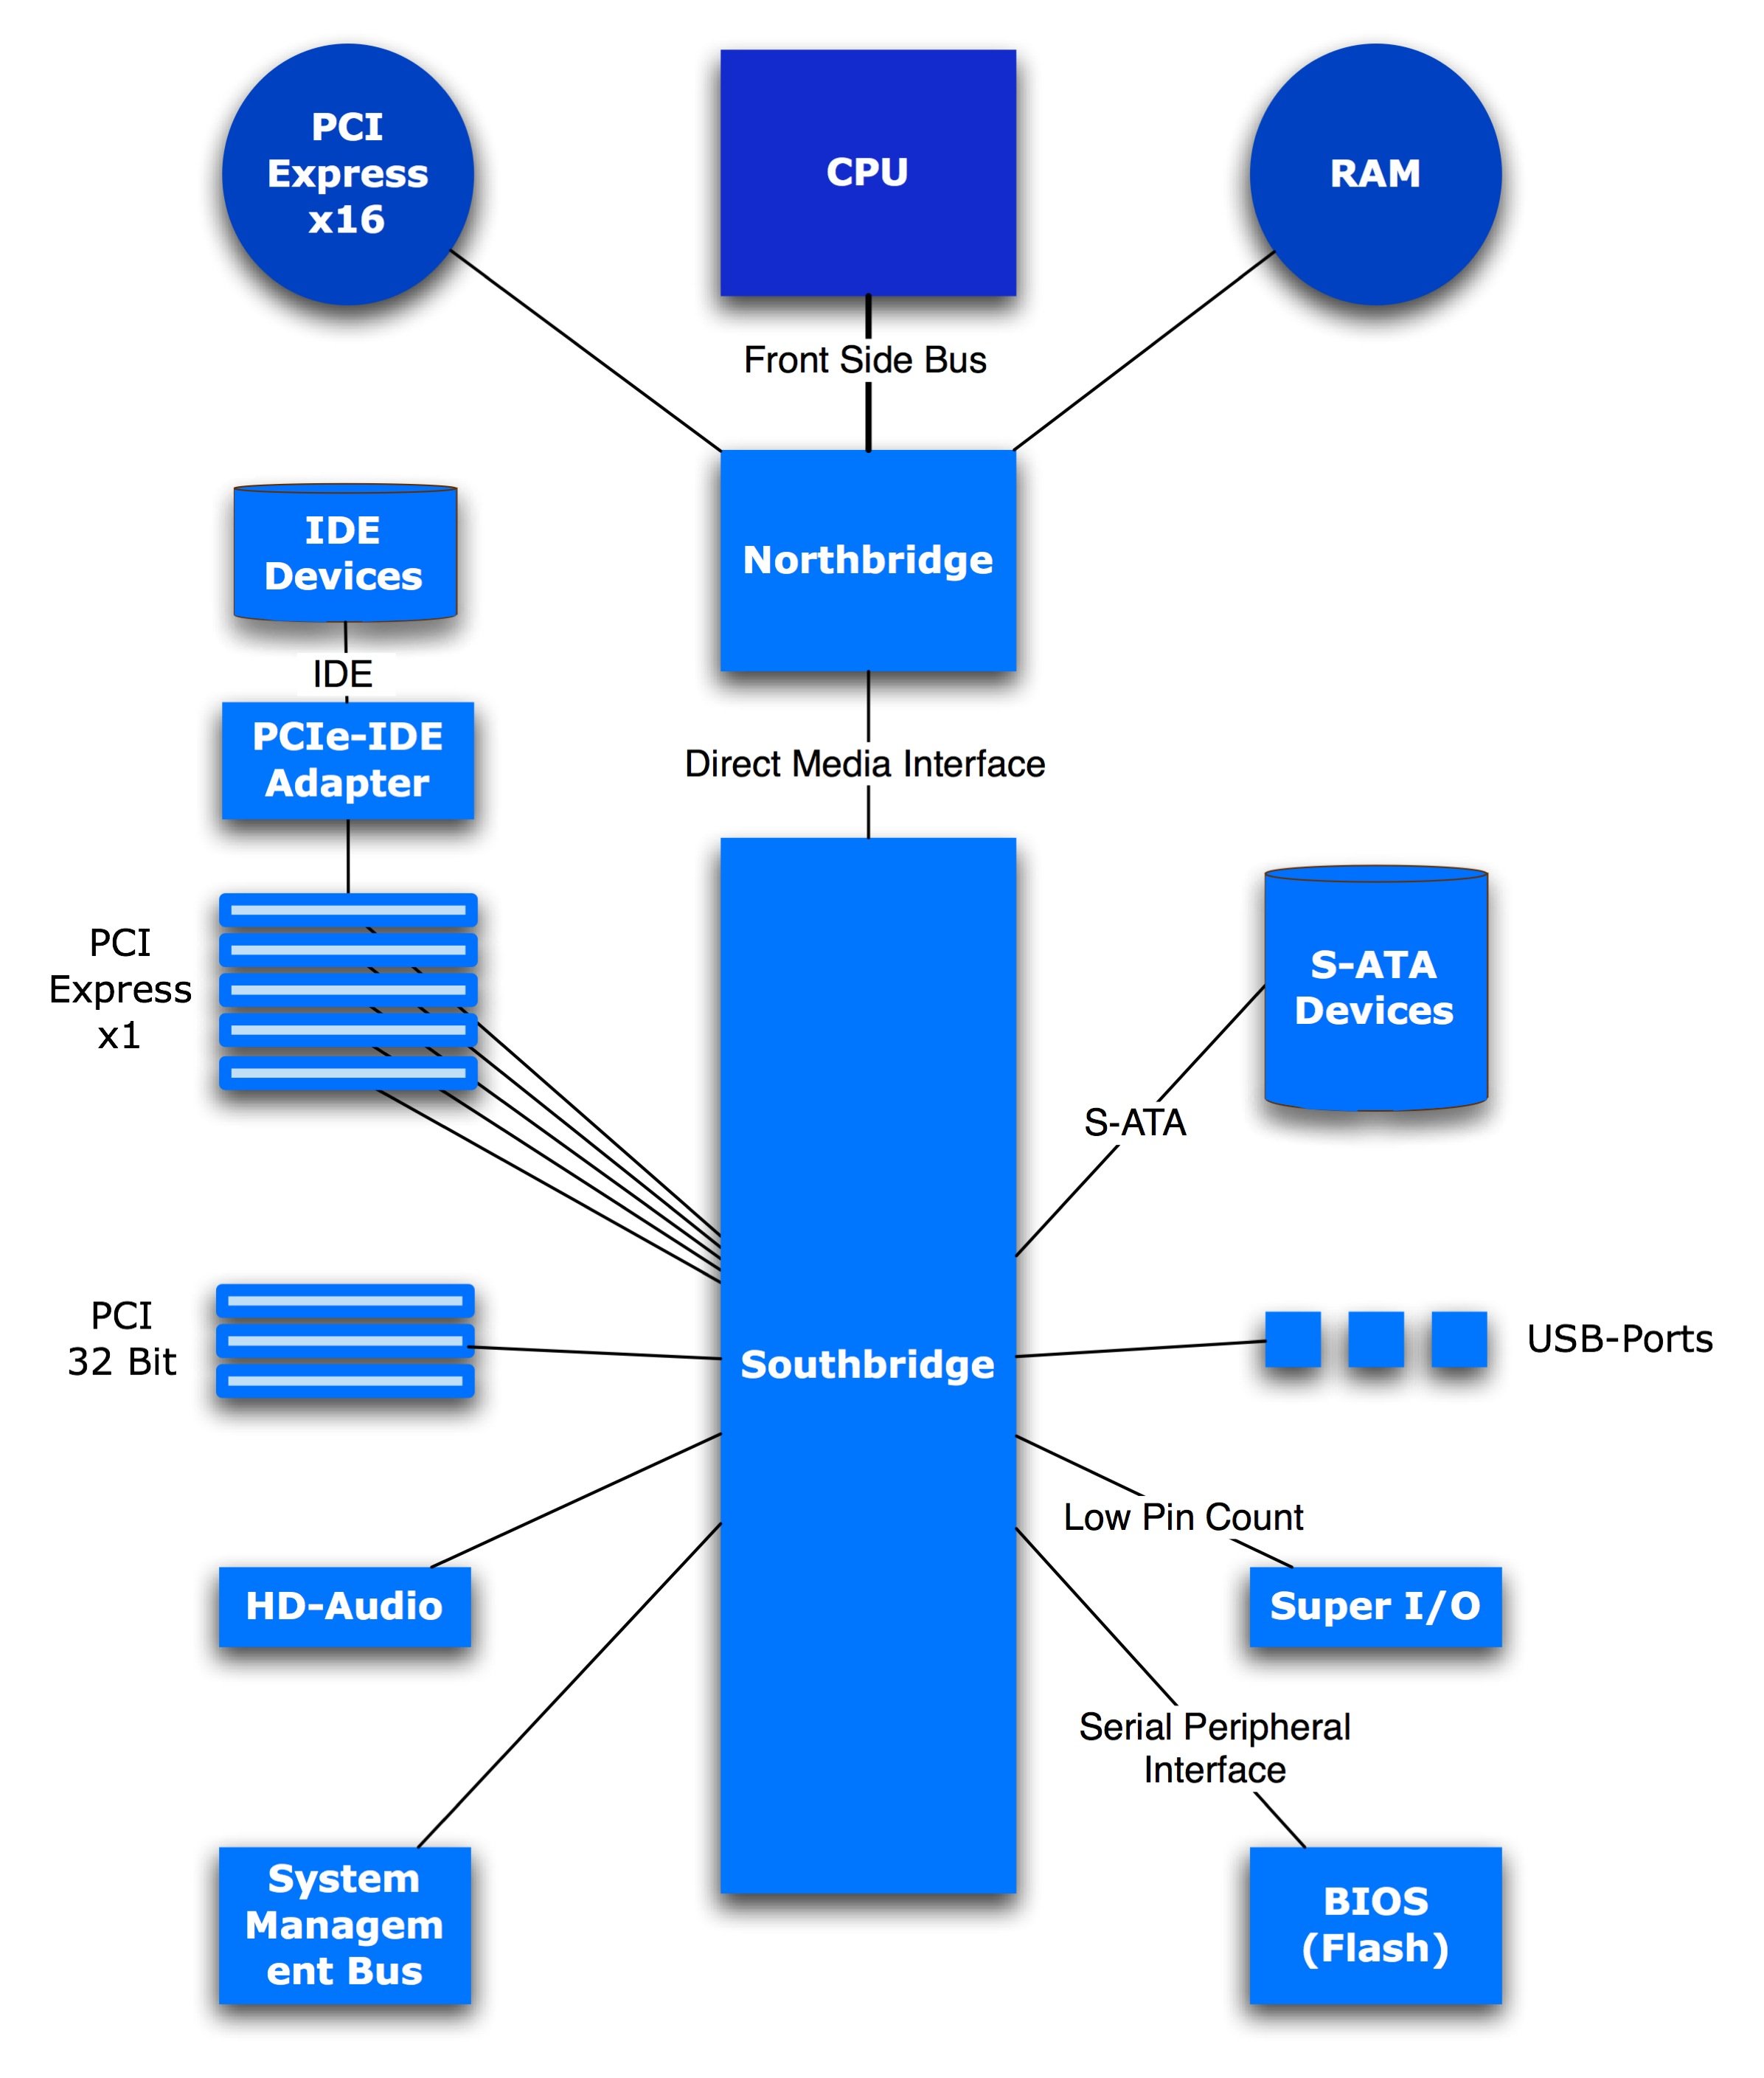 PCI
Express
x16
CPU
RAM
Front Side Bus
IDE
Devices
Northbridge
IDE
PCIe-IDE
Adapter
Direct Media Interface
PCI
Express
x1
S-ATA
Devices
S-ATA
PCI
32 Bit
Southbridge
USB-Ports
Low Pin Count
HD-Audio
Super I/O
Serial Peripheral
Interface
System
Managem
ent Bus
BIOS
(Flash)